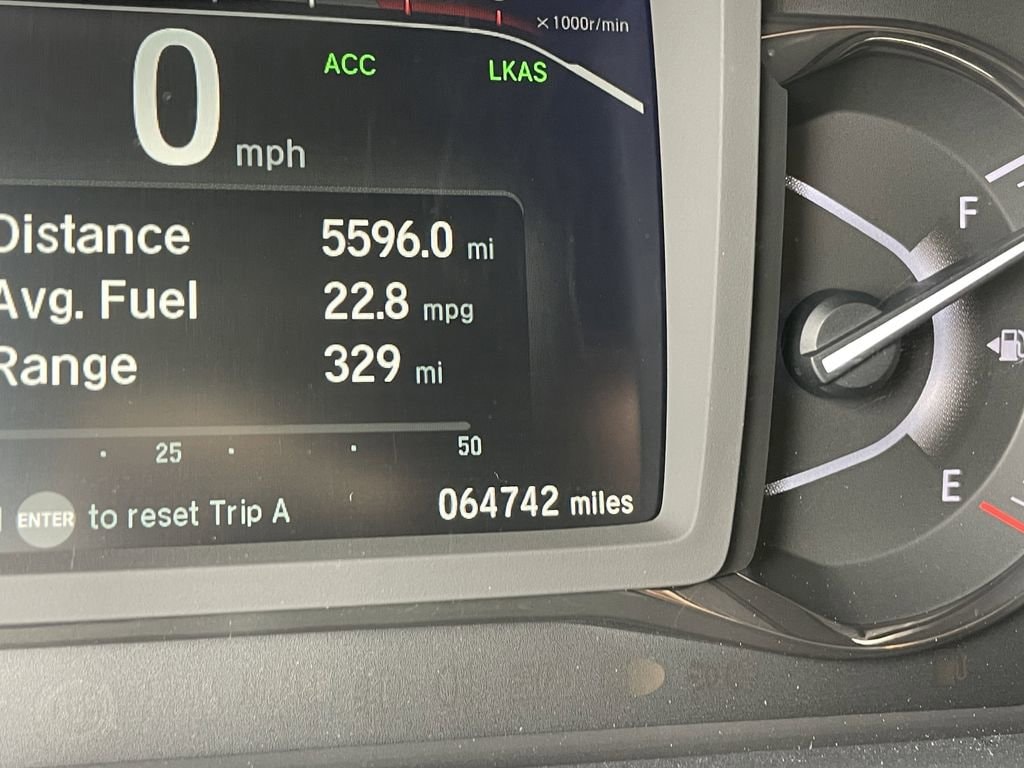 ×1000r/min
0 mph
ACC LKAS
Distance 5596.0 mi
Avg. Fuel 22.8 mpg
Range 329 mi
25 50
ENTER to reset Trip A
064742 miles
F
E